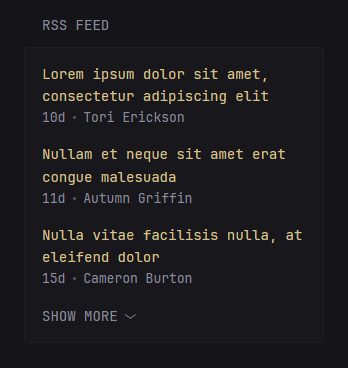 RSS FEED
Lorem ipsum dolor sit amet,
consectetur adipiscing elit
10d • Tori Erickson
Nullam et neque sit amet erat
congue malesuada
11d • Autumn Griffin
Nulla vitae facilisis nulla, at
eleifend dolor
15d • Cameron Burton
SHOW MORE